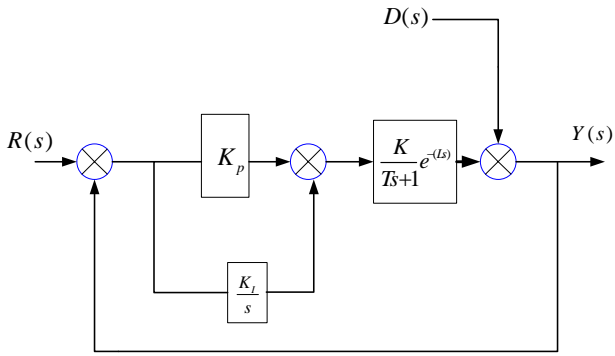 D(s)
R(s)
Y(s)
K_p
K
Ts+1
e^{-(Ls)}
K_I
s